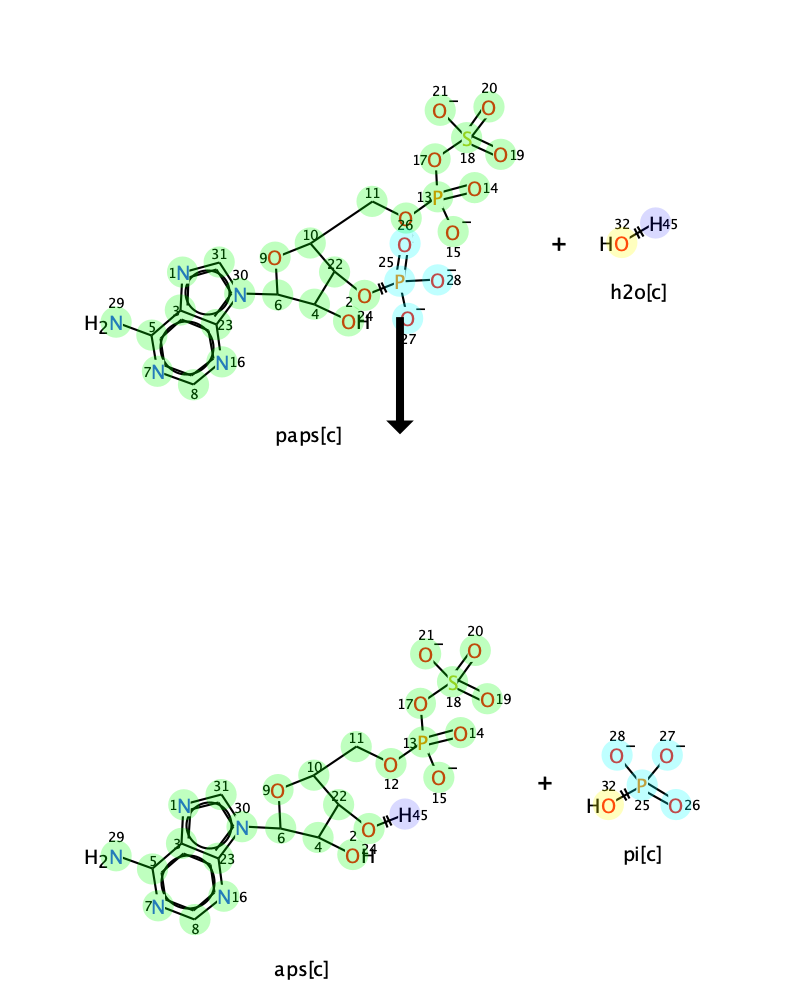 21 – 20
O O
17 O S O 19
18
11 13 P O 14
O O –
26 15
10 O
31 9 O 22 25 P O – 28 32 H 45
1 N 30 O 2 HO
29 N 6 4 OH 24 O –
H₂N 5 3 23 27
7 N N 16
8
+
h2o[c]
paps[c]
21 – 20
O O
17 O S O 19
18
11 13 P O 14
O O –
12 15
10
31 9 O 22 H 45
1 N 30 O 2
29 N 6 4 OH 24
H₂N 5 3 23
7 N N 16
8
+
28 27
O – O –
32 P
HO 25 O 26
pi[c]
aps[c]